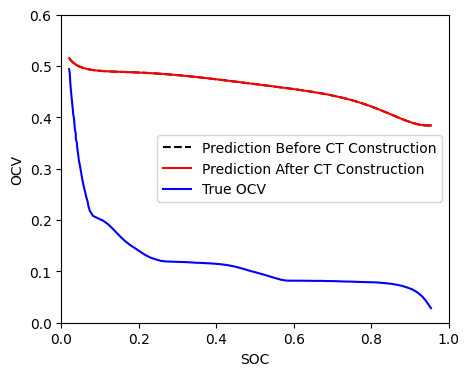 0.6
0.5
0.4
0.3
0.2
0.1
0.0
OCV
Prediction Before CT Construction
Prediction After CT Construction
True OCV
0.0 0.2 0.4 0.6 0.8 1.0
SOC